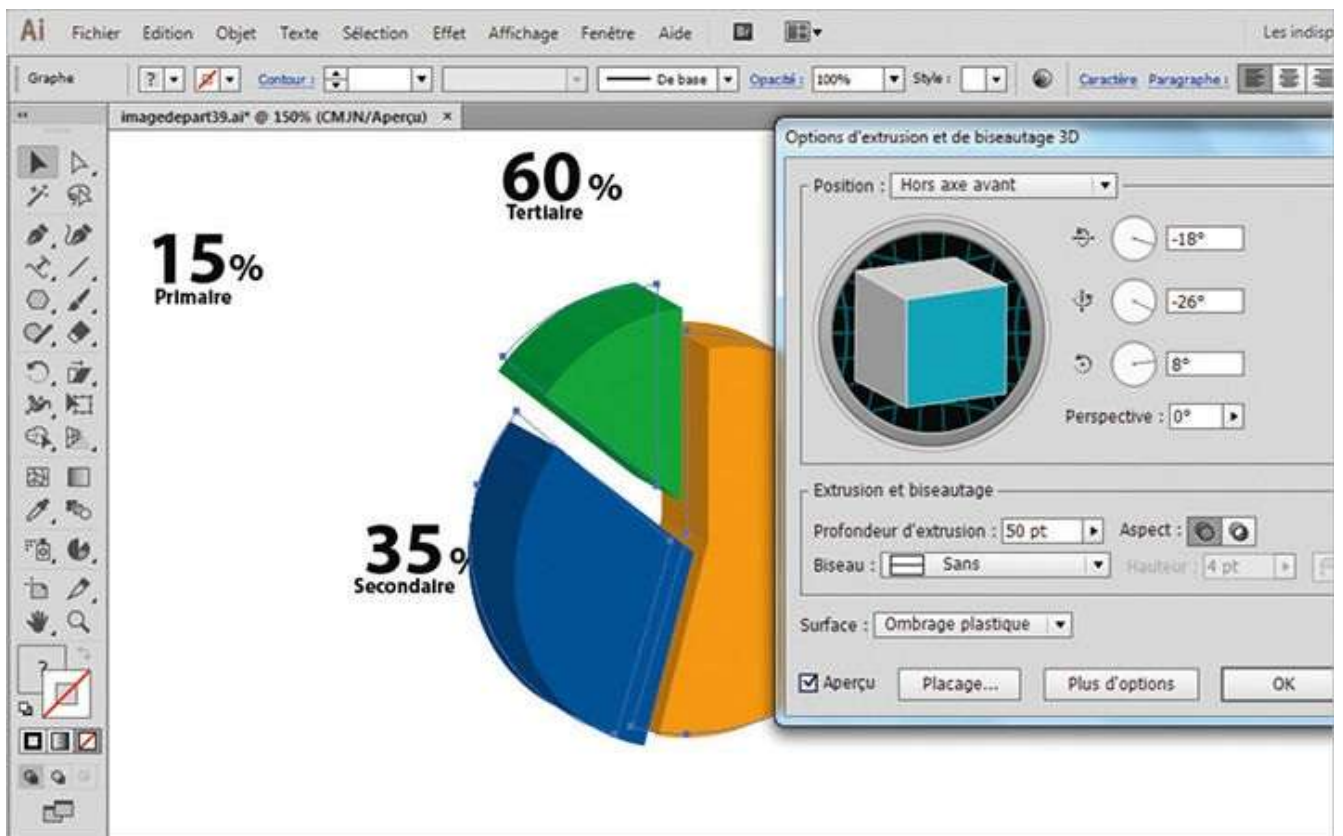 Ai Fichier Edition Objet Texte Sélection Effet Affichage Fenêtre Aide Br Les indisp
Graphe ? Contour : De base Opacité : 100% Style : Caractère Paragraphe :
imagedepart39.ai* @ 150% (CMJN/Aperçu) ×
60 %
Tertiaire
15%
Primaire
35 %
Secondaire
?
Options d'extrusion et de biseautage 3D
Position : Hors axe avant
-18°
-26°
8°
Perspective : 0°
Extrusion et biseautage
Profondeur d'extrusion : 50 pt Aspect :
Biseau : Sans Hauteur : 4 pt
Surface : Ombrage plastique
Aperçu Placage... Plus d'options OK